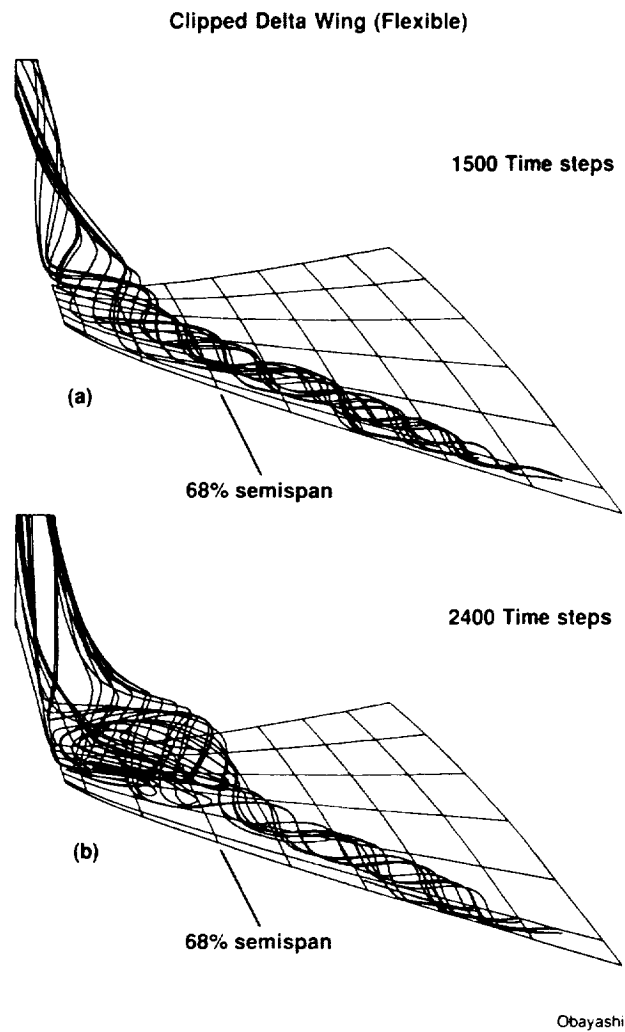 Clipped Delta Wing (Flexible)
1500 Time steps
(a)
68% semispan
2400 Time steps
(b)
68% semispan
Obayashi